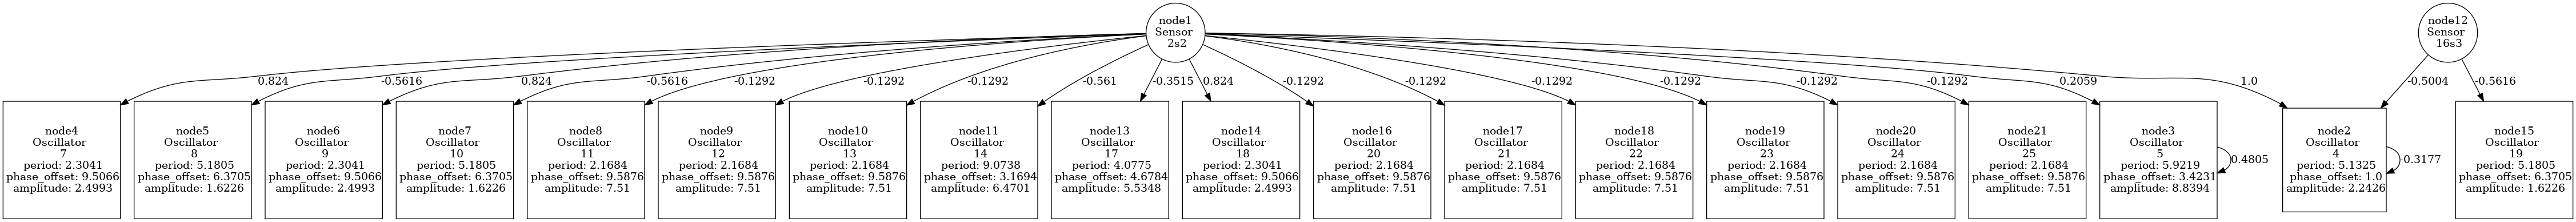 node1
Sensor
2s2
node12
Sensor
16s3
0.824
-0.5616
0.824
-0.5616
-0.1292
-0.1292
-0.1292
-0.561
-0.3515
0.824
-0.1292
-0.1292
-0.1292
-0.1292
-0.1292
-0.1292
0.2059
1.0
-0.5004
-0.5616
node4
Oscillator
7
period: 2.3041
phase_offset: 9.5066
amplitude: 2.4993
node5
Oscillator
8
period: 5.1805
phase_offset: 6.3705
amplitude: 1.6226
node6
Oscillator
9
period: 2.3041
phase_offset: 9.5066
amplitude: 2.4993
node7
Oscillator
10
period: 5.1805
phase_offset: 6.3705
amplitude: 1.6226
node8
Oscillator
11
period: 2.1684
phase_offset: 9.5876
amplitude: 7.51
node9
Oscillator
12
period: 2.1684
phase_offset: 9.5876
amplitude: 7.51
node10
Oscillator
13
period: 2.1684
phase_offset: 9.5876
amplitude: 7.51
node11
Oscillator
14
period: 9.0738
phase_offset: 3.1694
amplitude: 6.4701
node13
Oscillator
17
period: 4.0775
phase_offset: 4.6784
amplitude: 5.5348
node14
Oscillator
18
period: 2.3041
phase_offset: 9.5066
amplitude: 2.4993
node16
Oscillator
20
period: 2.1684
phase_offset: 9.5876
amplitude: 7.51
node17
Oscillator
21
period: 2.1684
phase_offset: 9.5876
amplitude: 7.51
node18
Oscillator
22
period: 2.1684
phase_offset: 9.5876
amplitude: 7.51
node19
Oscillator
23
period: 2.1684
phase_offset: 9.5876
amplitude: 7.51
node20
Oscillator
24
period: 2.1684
phase_offset: 9.5876
amplitude: 7.51
node21
Oscillator
25
period: 2.1684
phase_offset: 9.5876
amplitude: 7.51
node3
Oscillator
5
period: 5.9219
phase_offset: 3.4231
amplitude: 8.8394
0.4805
node2
Oscillator
4
period: 5.1325
phase_offset: 1.0
amplitude: 2.2426
-0.3177
node15
Oscillator
19
period: 5.1805
phase_offset: 6.3705
amplitude: 1.6226